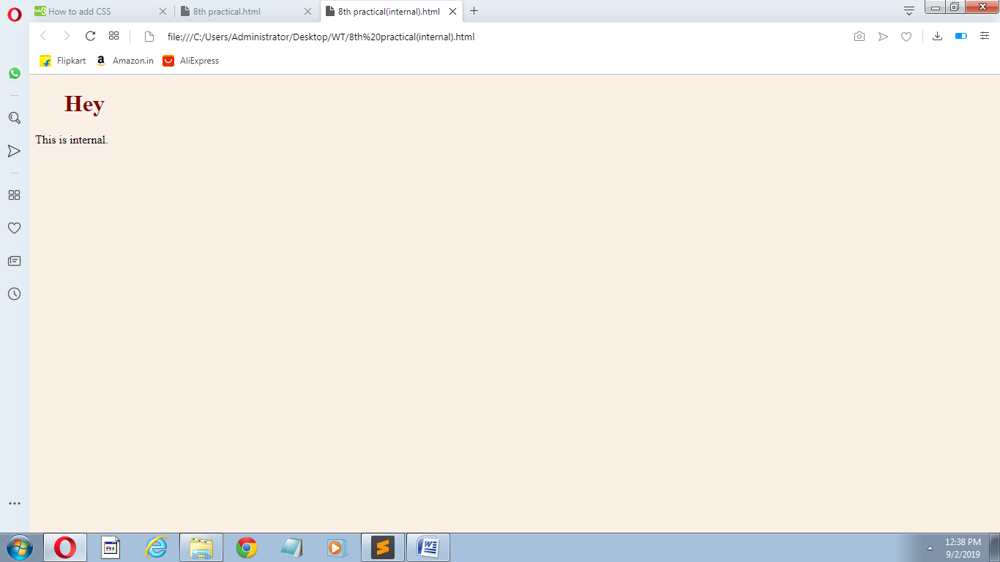 How to add CSS
8th practical.html
8th practical(internal).html
file:///C:/Users/Administrator/Desktop/WT/8th%20practical(internal).html
Flipkart
Amazon.in
AliExpress
Hey
This is internal.
12:38 PM
9/2/2019